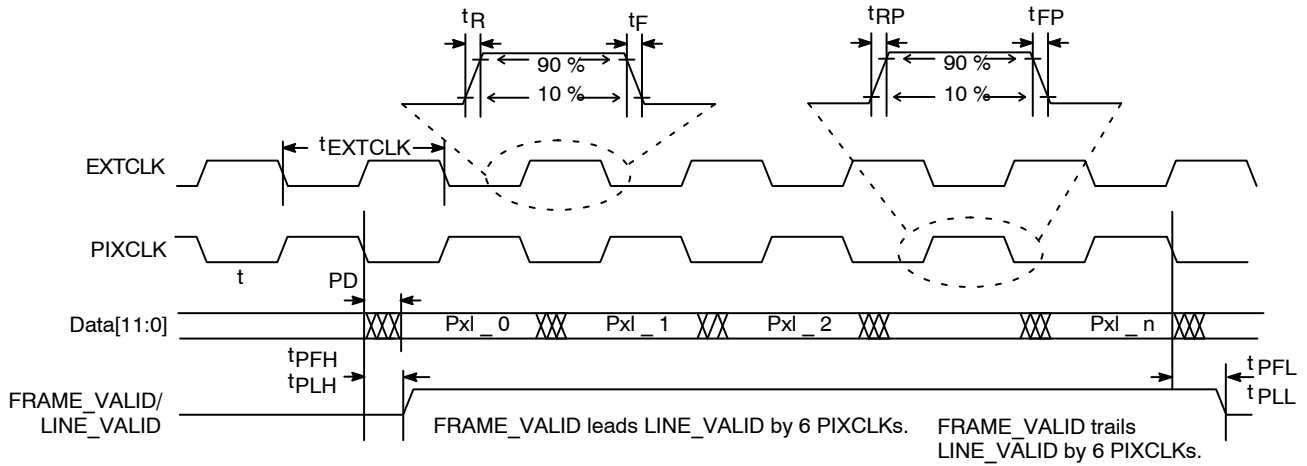 tR
tF
tRP
tFP
90 %
90 %
10 %
10 %
tEXTCLK
EXTCLK
PIXCLK
t
PD
Data[11:0]
Pxl _ 0
Pxl _ 1
Pxl _ 2
Pxl _ n
tPFH
tPLH
tPFL
tPLL
FRAME_VALID/
LINE_VALID
FRAME_VALID leads LINE_VALID by 6 PIXCLKs.
FRAME_VALID trails
LINE_VALID by 6 PIXCLKs.